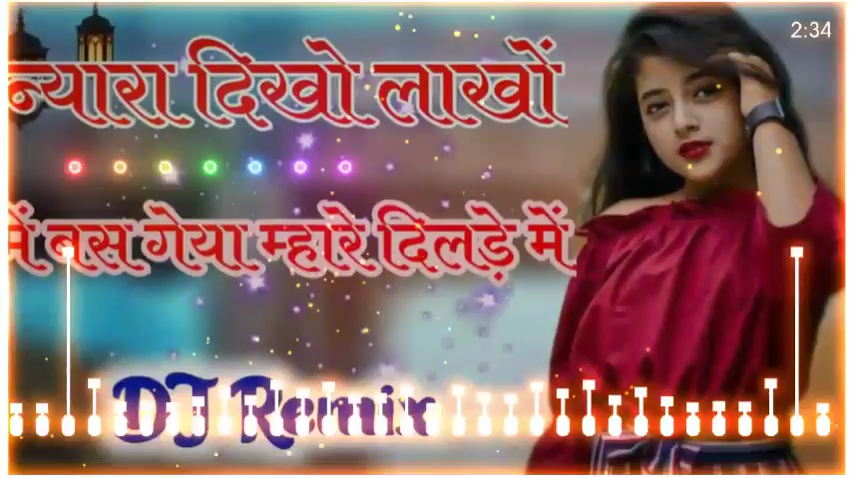 2:34
न्यारा दिखो लाखों
में बस गेया म्हारे दिलड़े में
DJ Remix